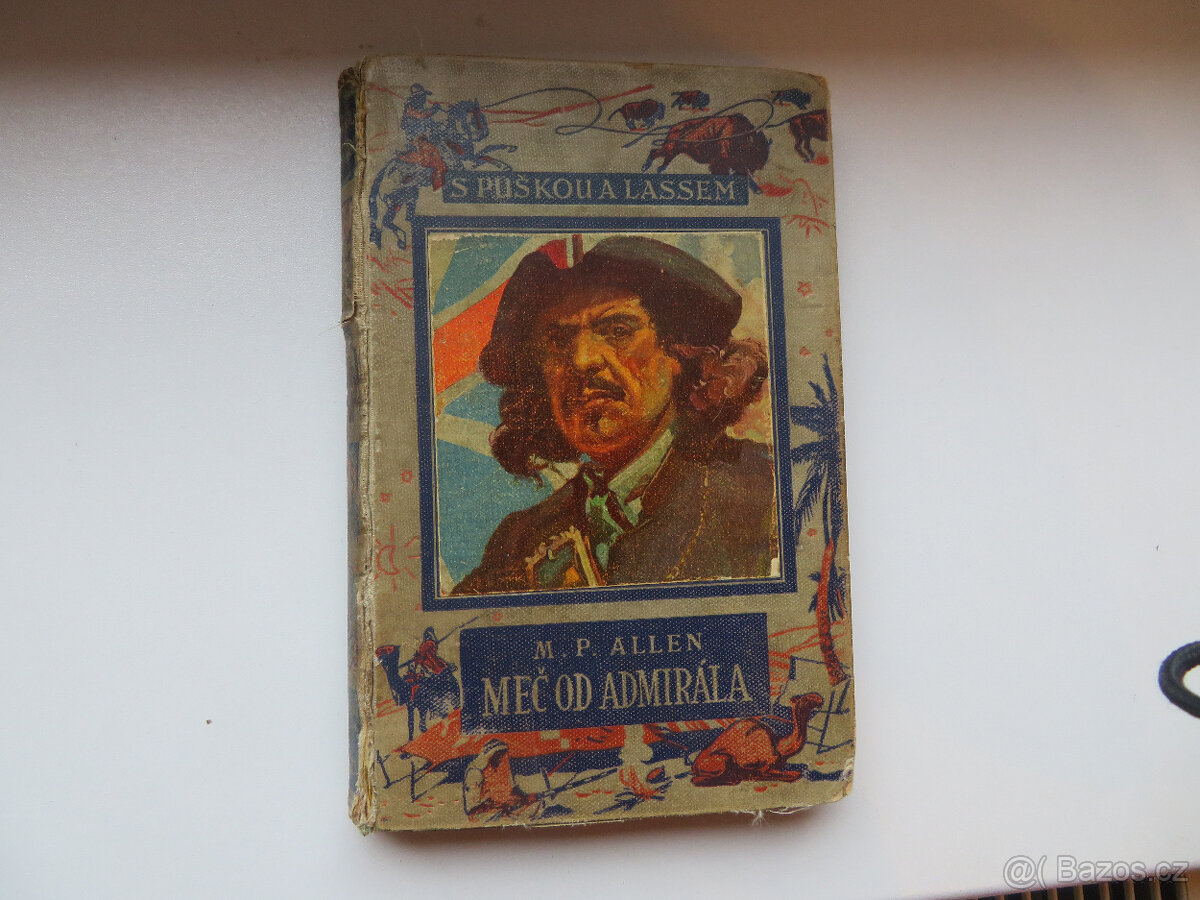 S PUŠKOU A LASSEM
M. P. ALLEN
MEČ OD ADMIRÁLA
@( Bazos.cz